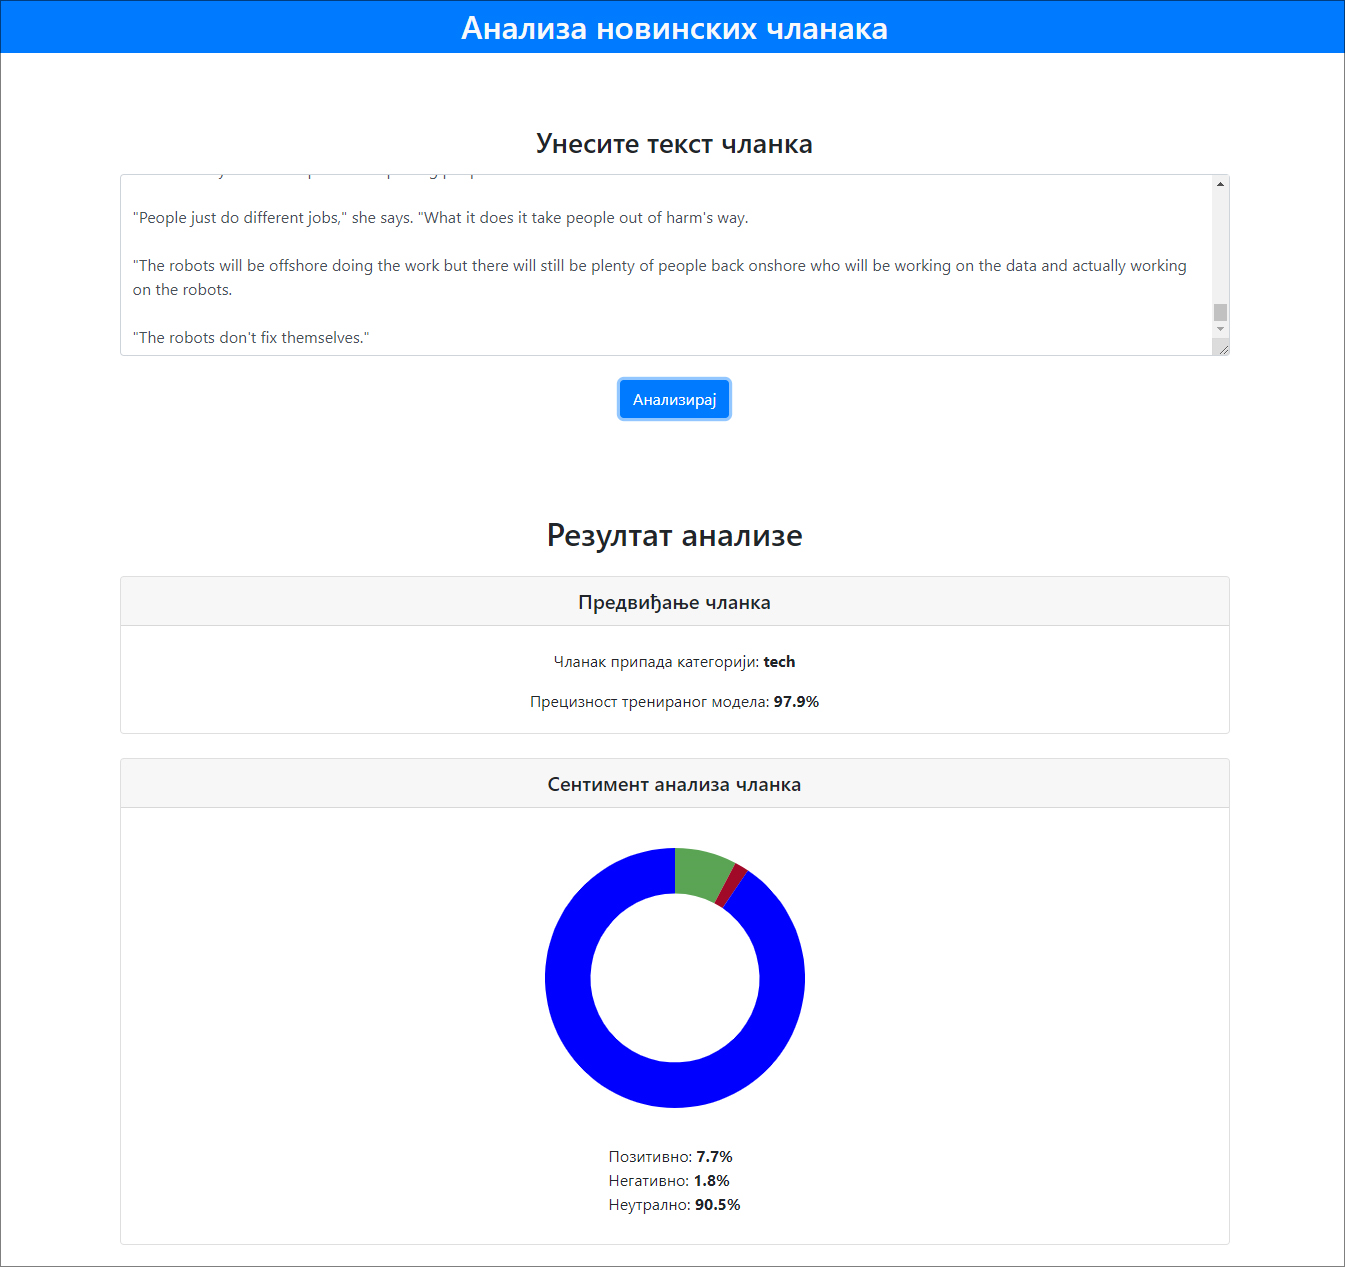 Анализа новинских чланака
Унесите текст чланка
"People just do different jobs," she says. "What it does it take people out of harm's way.
"The robots will be offshore doing the work but there will still be plenty of people back onshore who will be working on the data and actually working
on the robots.
"The robots don't fix themselves."
Анализирај
Резултат анализе
Предвиђање чланка
Чланак припада категорији: tech
Прецизност тренираног модела: 97.9%
Сентимент анализа чланка
Позитивно: 7.7%
Негативно: 1.8%
Неутрално: 90.5%